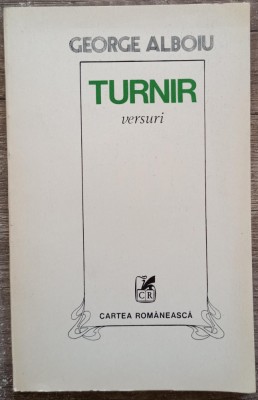 GEORGE ALBOIU
TURNIR
versuri
CR
CARTEA ROMÂNEASCĂ